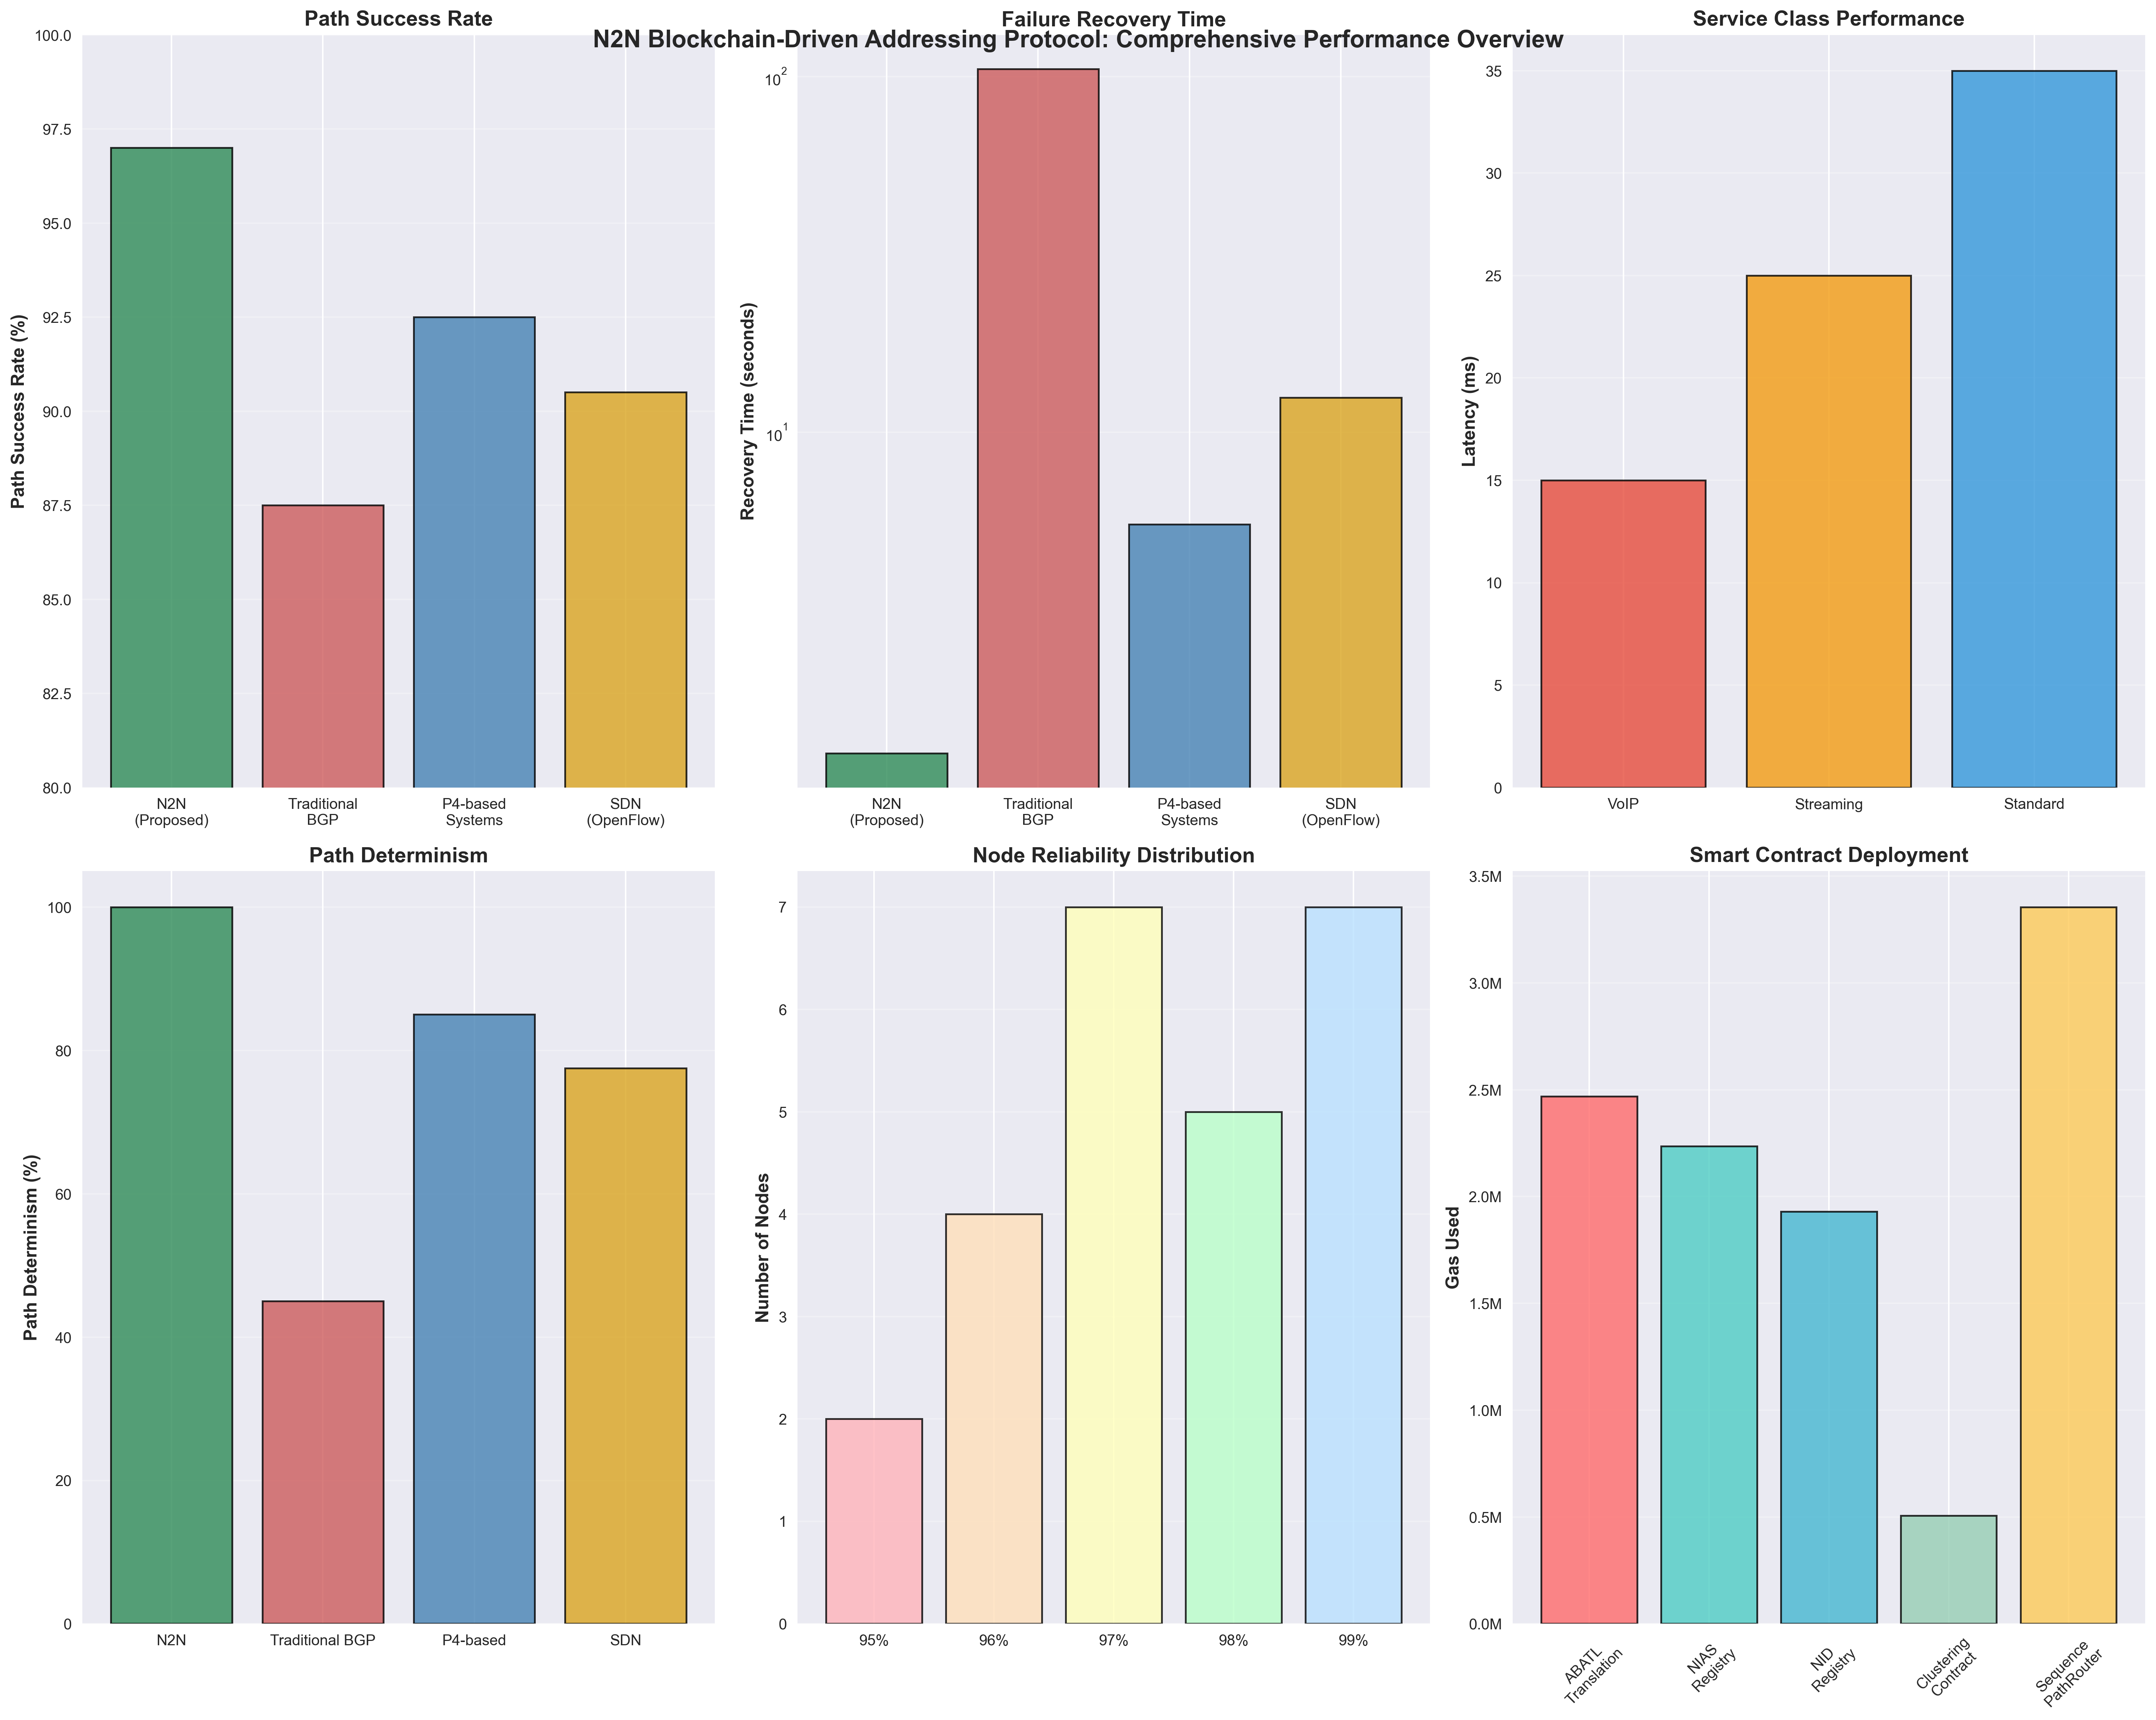 Path Success Rate
Failure Recovery Time
Service Class Performance
N2N Blockchain-Driven Addressing Protocol: Comprehensive Performance Overview
Path Success Rate (%)
100.0
97.5
95.0
92.5
90.0
87.5
85.0
82.5
80.0
N2N
(Proposed)
Traditional
BGP
P4-based
Systems
SDN
(OpenFlow)
Recovery Time (seconds)
10²
10¹
N2N
(Proposed)
Traditional
BGP
P4-based
Systems
SDN
(OpenFlow)
Latency (ms)
35
30
25
20
15
10
5
0
VoIP
Streaming
Standard
Path Determinism
Path Determinism (%)
100
80
60
40
20
0
N2N
Traditional BGP
P4-based
SDN
Node Reliability Distribution
Number of Nodes
7
6
5
4
3
2
1
0
95%
96%
97%
98%
99%
Smart Contract Deployment
Gas Used
3.5M
3.0M
2.5M
2.0M
1.5M
1.0M
0.5M
0.0M
ABATL
Translation
NIAS
Registry
NID
Registry
Clustering
Contract
Sequence
PathRouter